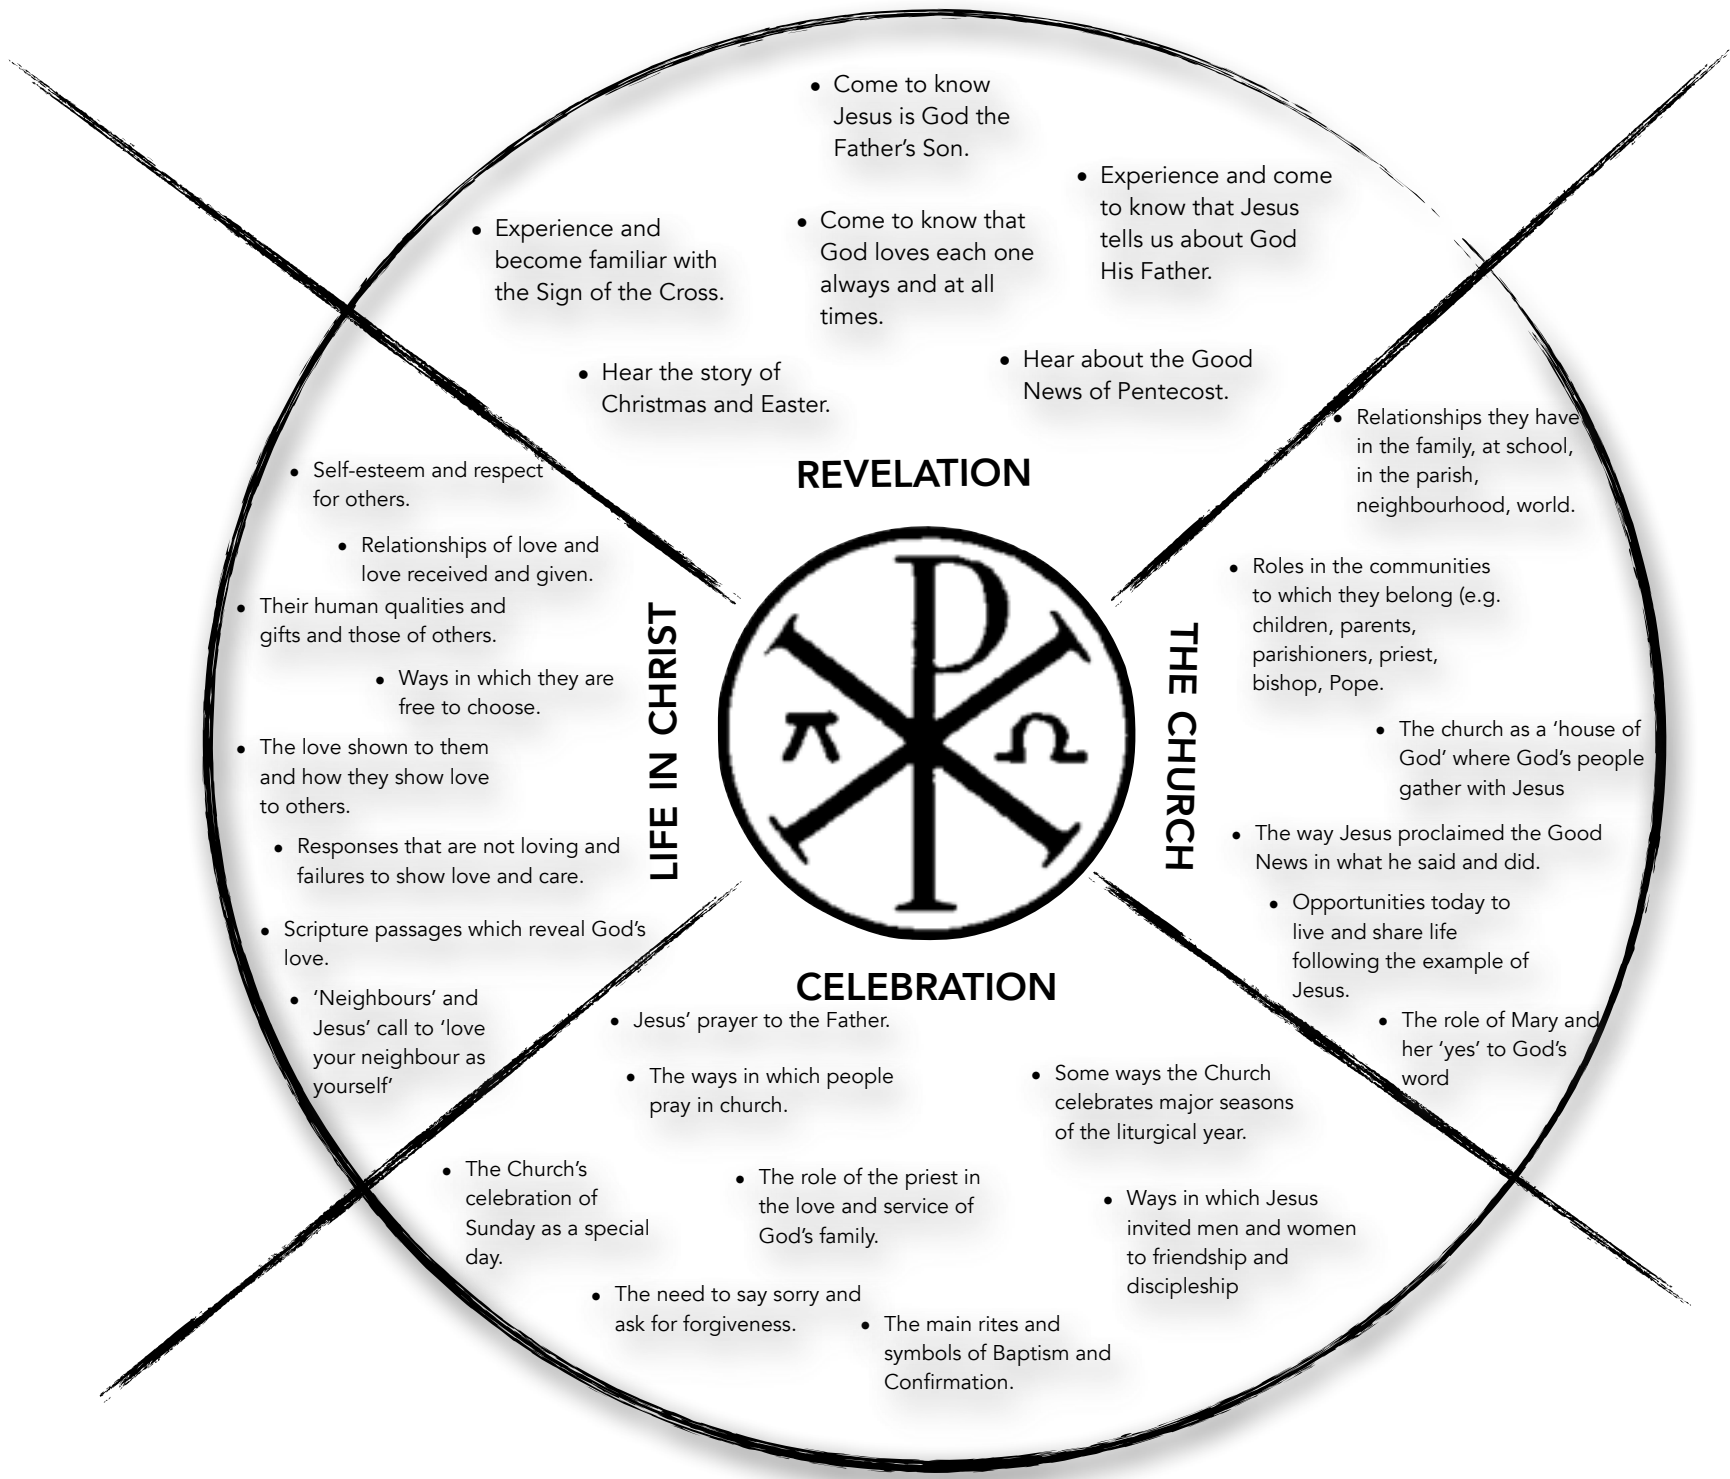 • Come to know
Jesus is God the
Father’s Son.
• Experience and come
to know that Jesus
tells us about God
His Father.
• Experience and
become familiar with
the Sign of the Cross.
• Come to know that
God loves each one
always and at all
times.
• Hear the story of
Christmas and Easter.
• Hear about the Good
News of Pentecost.
REVELATION
• Self-esteem and respect
for others.
• Relationships of love and
love received and given.
• Their human qualities and
gifts and those of others.
• Ways in which they are
free to choose.
• The love shown to them
and how they show love
to others.
• Responses that are not loving and
failures to show love and care.
• Scripture passages which reveal God’s
love.
• ‘Neighbours’ and
Jesus’ call to ‘love
your neighbour as
yourself’
LIFE IN CHRIST
Ω
THE CHURCH
• Relationships they have
in the family, at school,
in the parish,
neighbourhood, world.
• Roles in the communities
to which they belong (e.g.
children, parents,
parishioners, priest,
bishop, Pope.
• The church as a ‘house of
God’ where God’s people
gather with Jesus
• The way Jesus proclaimed the Good
News in what he said and did.
• Opportunities today to
live and share life
following the example of
Jesus.
• The role of Mary and
her ‘yes’ to God’s
word
CELEBRATION
• Jesus’ prayer to the Father.
• The ways in which people
pray in church.
• Some ways the Church
celebrates major seasons
of the liturgical year.
• The Church’s
celebration of
Sunday as a special
day.
• The role of the priest in
the love and service of
God’s family.
• Ways in which Jesus
invited men and women
to friendship and
discipleship
• The need to say sorry and
ask for forgiveness.
• The main rites and
symbols of Baptism and
Confirmation.